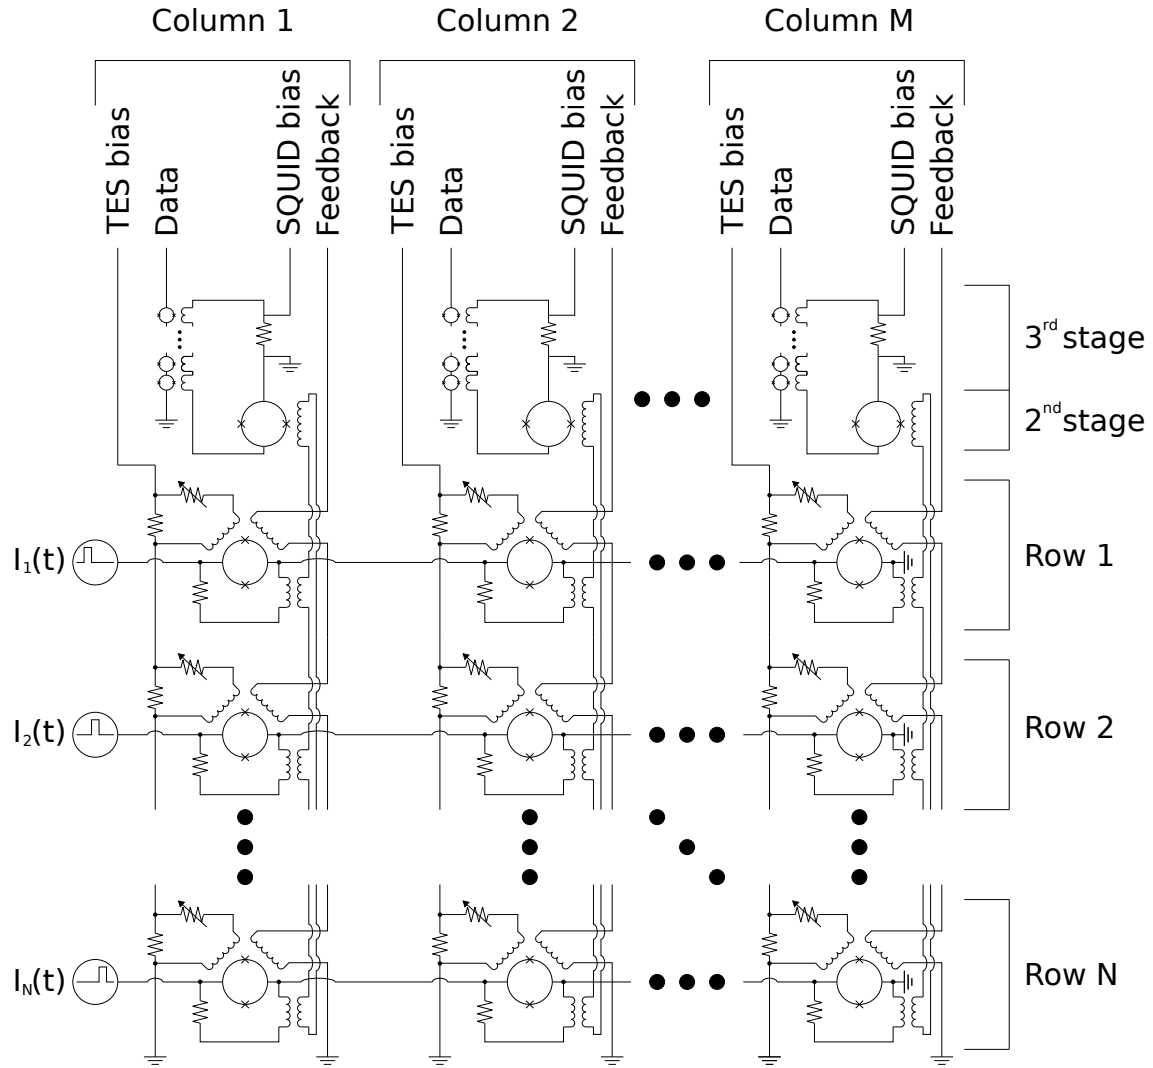 Column 1
Column 2
Column M
TES bias
Data
SQUID bias
Feedback
TES bias
Data
SQUID bias
Feedback
TES bias
Data
SQUID bias
Feedback
3rd stage
2nd stage
I1(t)
Row 1
I2(t)
Row 2
IN(t)
Row N